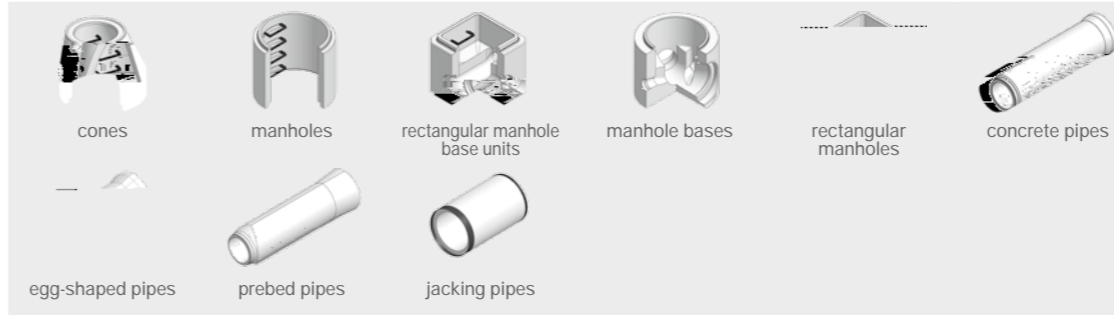 cones
manholes
rectangular manhole
base units
manhole bases
rectangular
manholes
concrete pipes
egg-shaped pipes
prebed pipes
jacking pipes